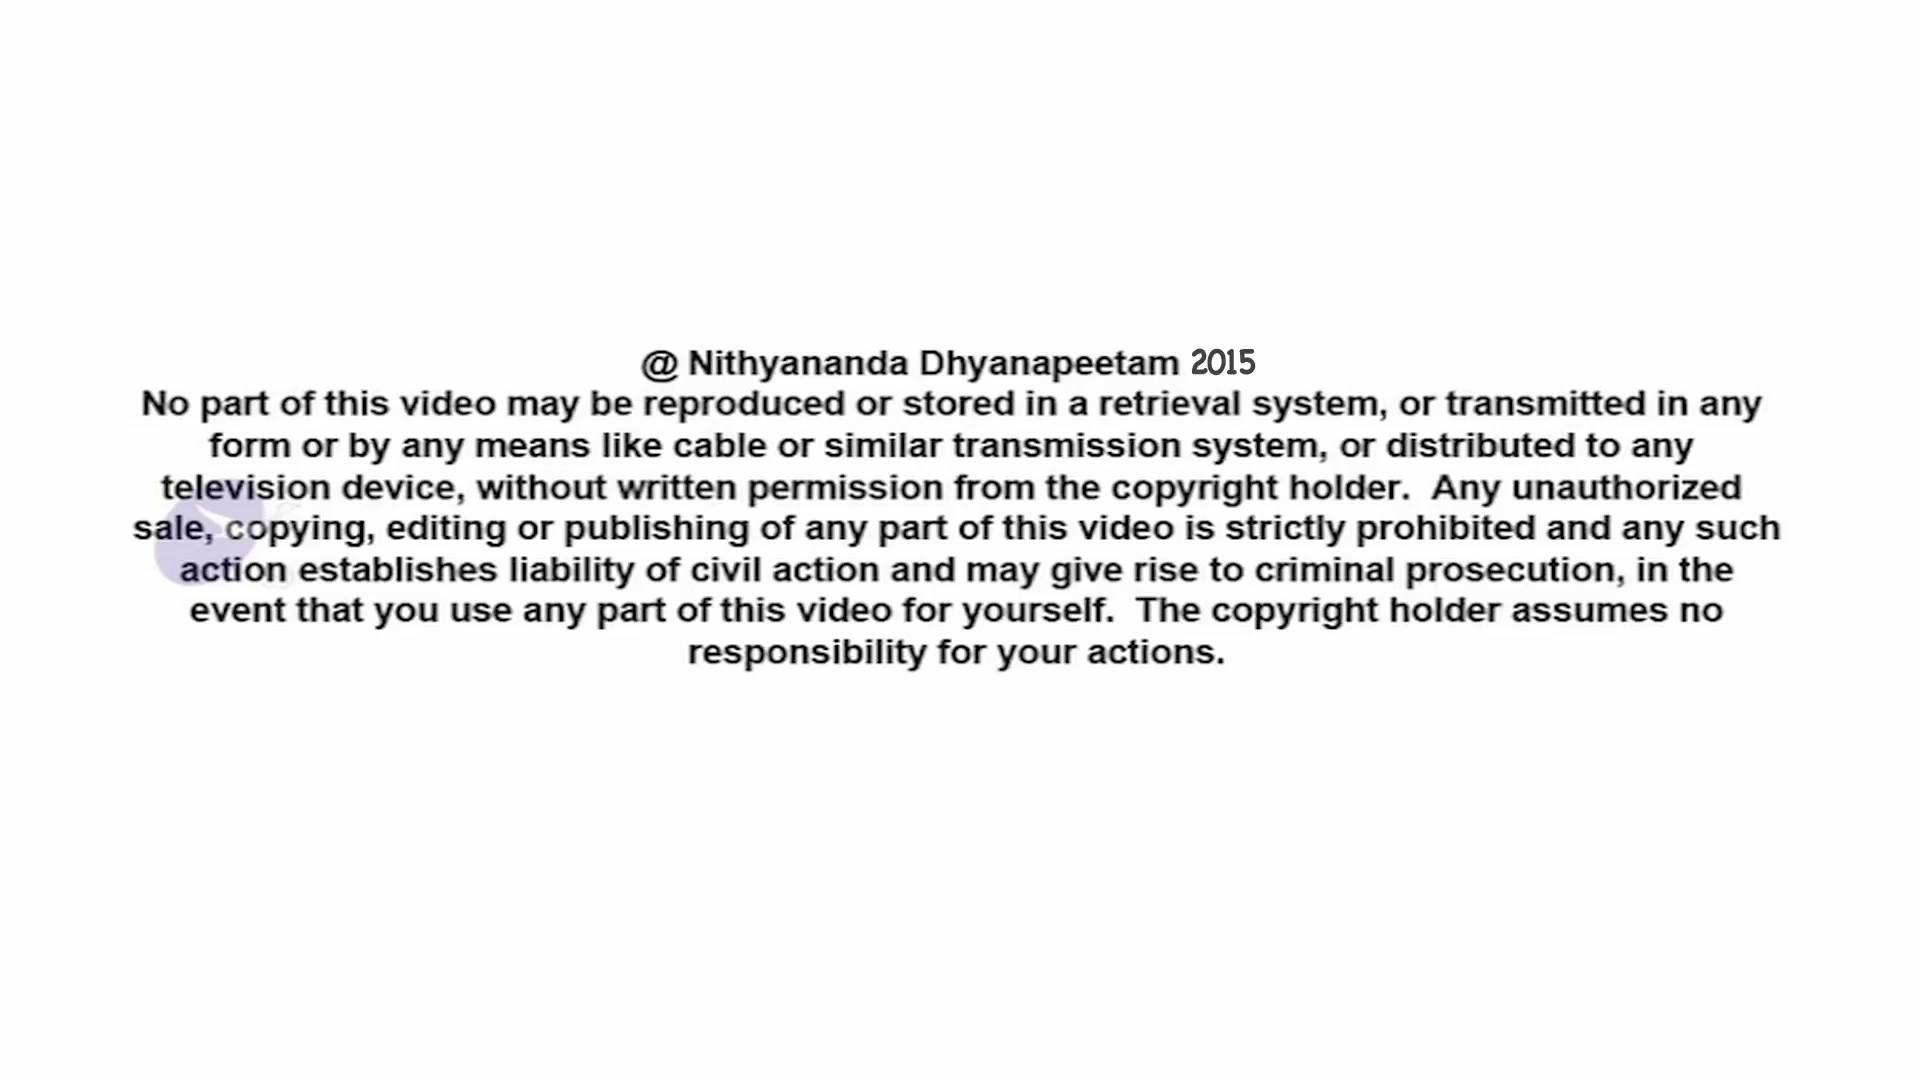 @ Nithyananda Dhyanapeetam 2015
No part of this video may be reproduced or stored in a retrieval system, or transmitted in any
form or by any means like cable or similar transmission system, or distributed to any
television device, without written permission from the copyright holder.  Any unauthorized
sale, copying, editing or publishing of any part of this video is strictly prohibited and any such
action establishes liability of civil action and may give rise to criminal prosecution, in the
event that you use any part of this video for yourself.  The copyright holder assumes no
responsibility for your actions.